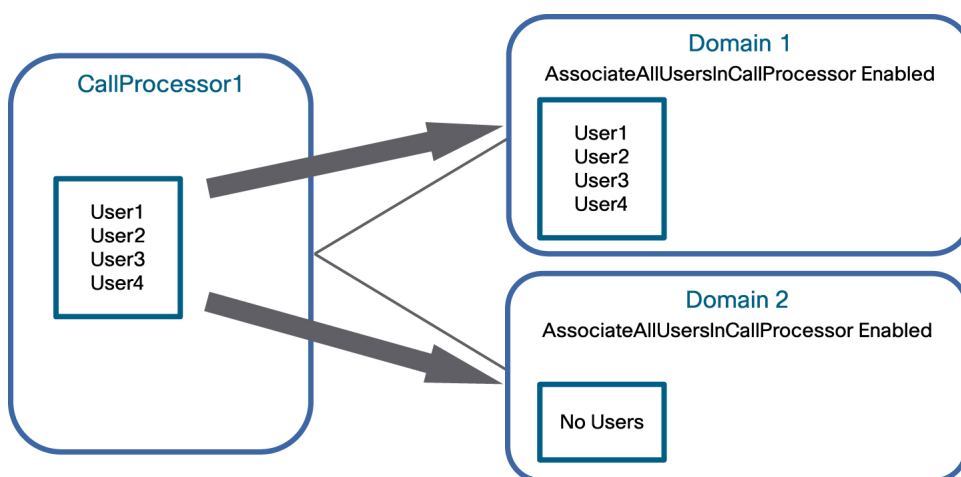 CallProcessor1
User1
User2
User3
User4
Domain 1
AssociateAllUsersInCallProcessor Enabled
User1
User2
User3
User4
Domain 2
AssociateAllUsersInCallProcessor Enabled
No Users